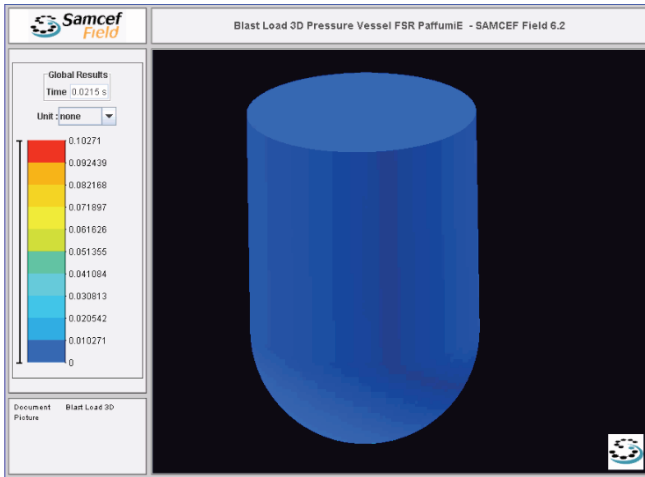 Samcef
Field
Blast Load 3D Pressure Vessel FSR PaffumiE - SAMCEF Field 6.2
Global Results
Time 0.0215 s
Unit : none
0.10271
0.092439
0.082168
0.071897
0.061626
0.051355
0.041084
0.030813
0.020542
0.010271
0
Document Blast Load 3D
Picture